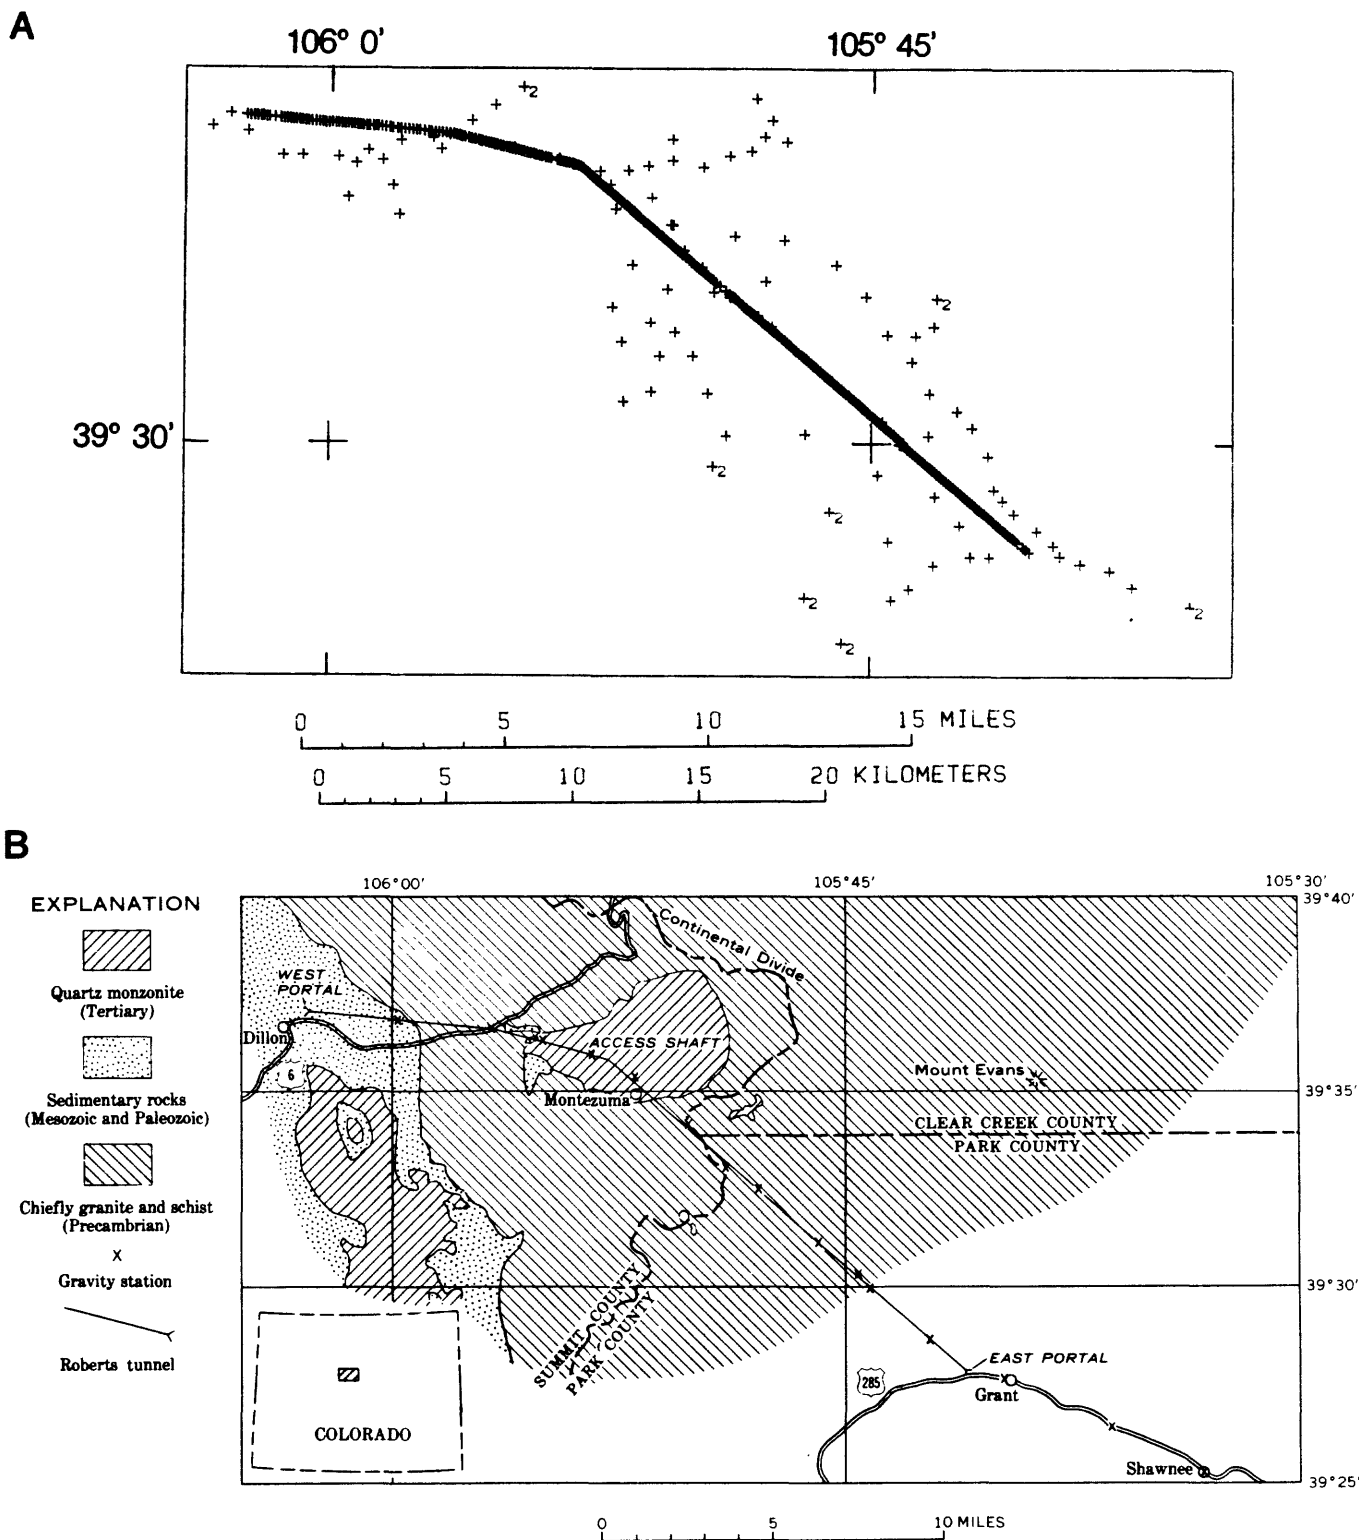 A
106° 0'
105° 45'
2
2
39° 30'
2
2
2
2
2
0 5 10 15 MILES
0 5 10 15 20 KILOMETERS
B
EXPLANATION
Quartz monzonite
(Tertiary)
Sedimentary rocks
(Mesozoic and Paleozoic)
Chiefly granite and schist
(Precambrian)
x
Gravity station
Roberts tunnel
106°00'
105°45'
105°30'
39°40'
Continental Divide
WEST
PORTAL
Dillon
ACCESS SHAFT
6
Mount Evans
39°35'
Montezuma
CLEAR CREEK COUNTY
PARK COUNTY
39°30'
SUMMIT COUNTY
PARK COUNTY
EAST PORTAL
285
Grant
COLORADO
Shawnee
39°25'
0 5 10 MILES